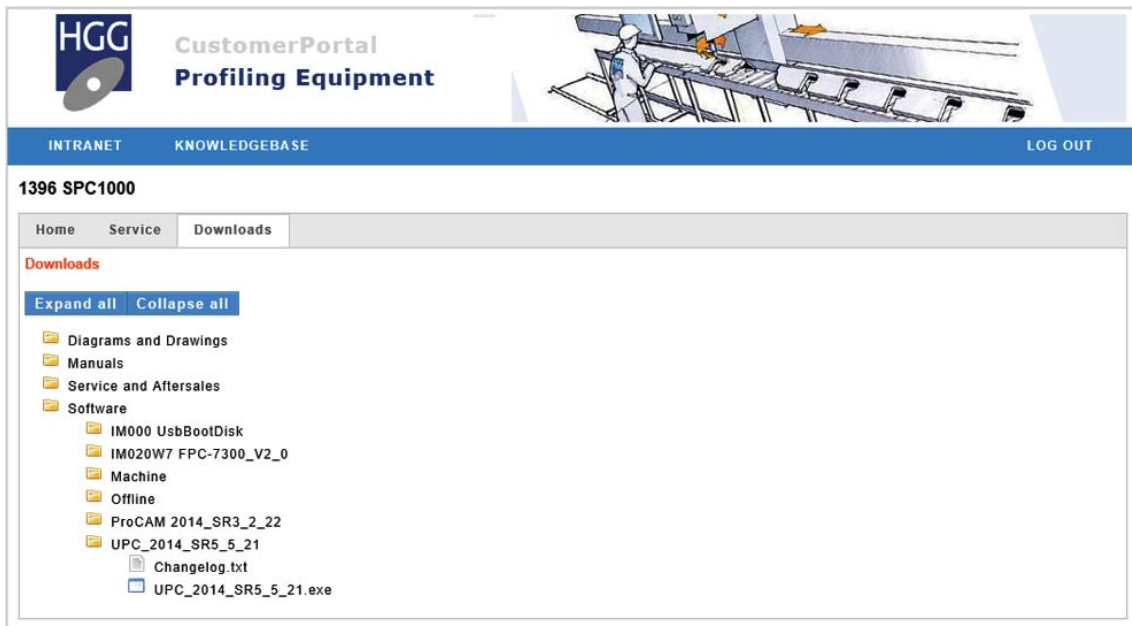 HGG
CustomerPortal
Profiling Equipment
INTRANET KNOWLEDGEBASE LOG OUT
1396 SPC1000
Home Service Downloads
Downloads
Expand all Collapse all
Diagrams and Drawings
Manuals
Service and Aftersales
Software
IM000 UsbBootDisk
IM020W7 FPC-7300_V2_0
Machine
Offline
ProCAM 2014_SR3_2_22
UPC_2014_SR5_5_21
Changelog.txt
UPC_2014_SR5_5_21.exe